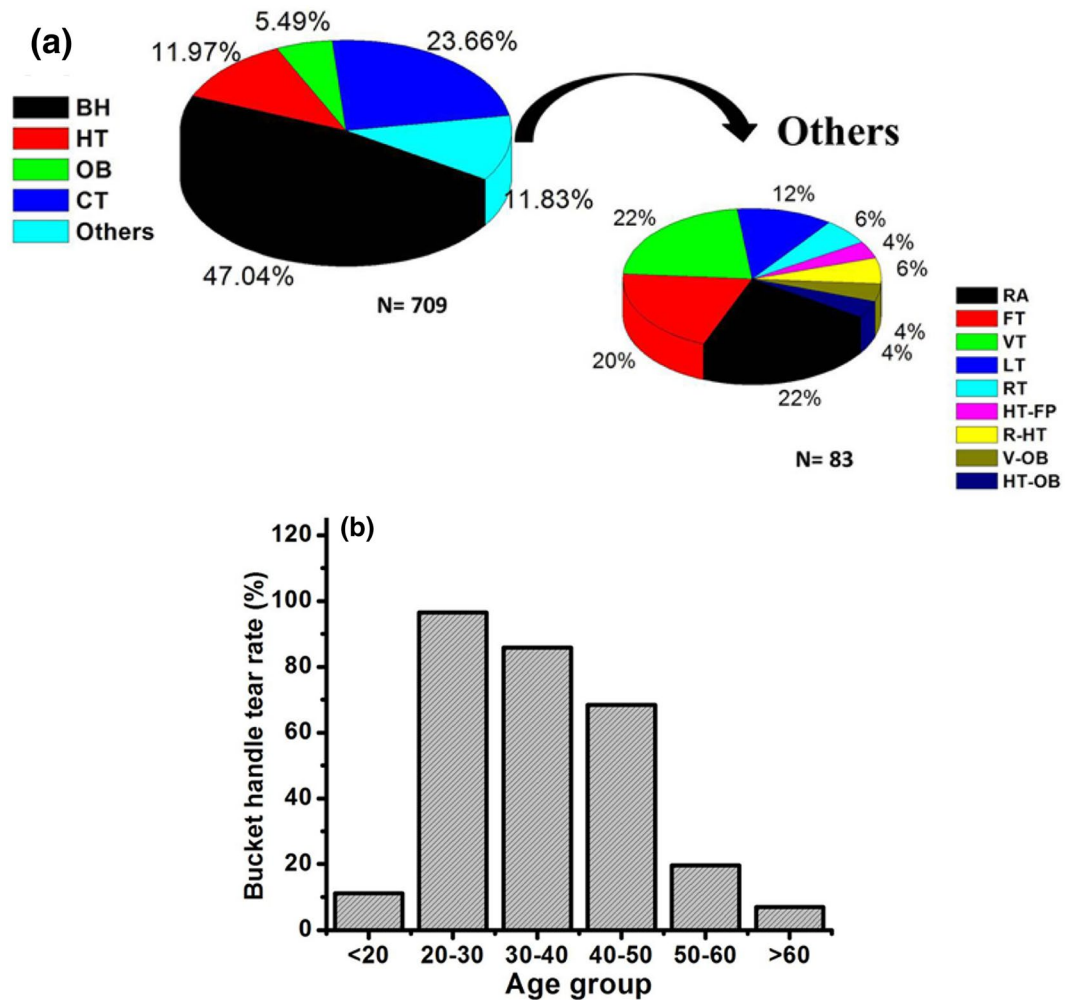 (a)
5.49%
23.66%
11.97%
BH
HT
OB
CT
Others
11.83%
47.04%
N= 709
Others
12%
22%
6%
4%
6%
4%
4%
20%
22%
N= 83
RA
FT
VT
LT
RT
HT-FP
R-HT
V-OB
HT-OB
(b)
Bucket handle tear rate (%)
120
100
80
60
40
20
0
<20 20-30 30-40 40-50 50-60 >60
Age group